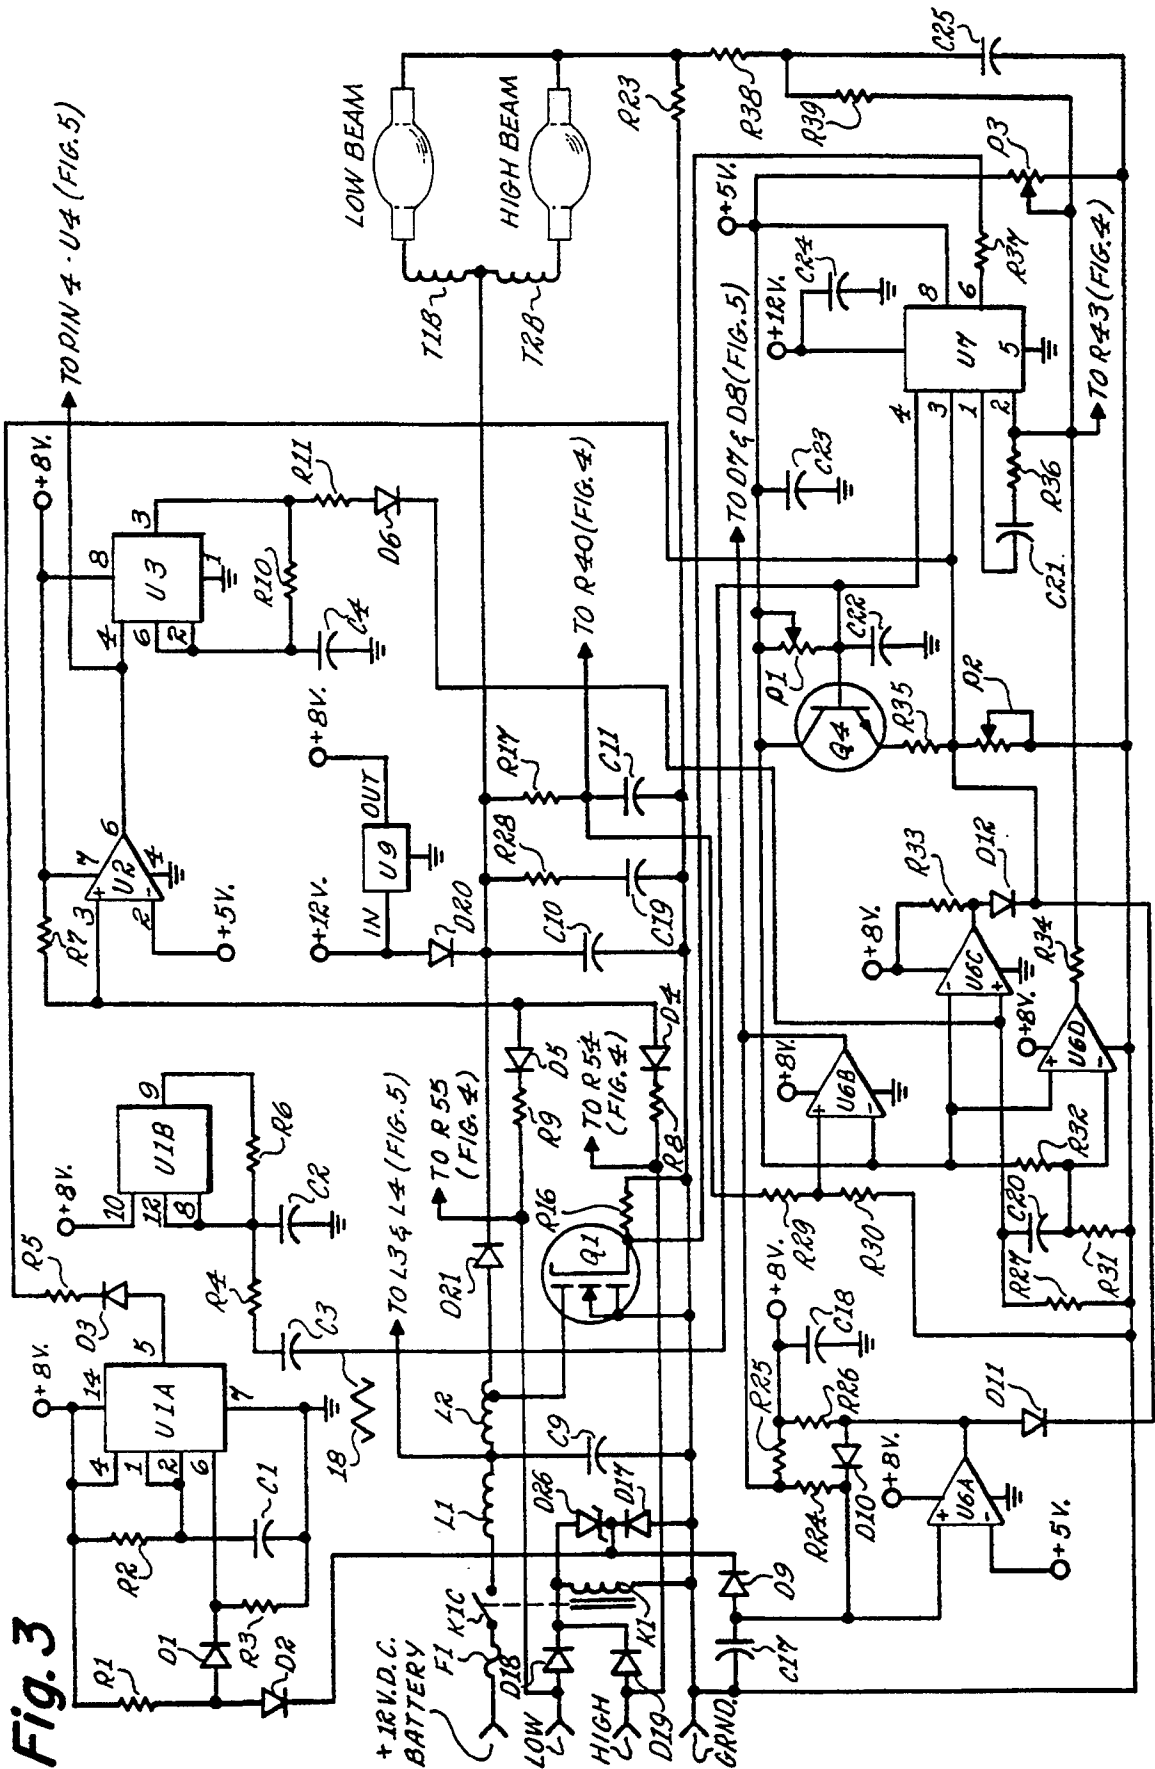 Fig. 3
+8V.
R1
R2
D1
R3
D2
C1
4
1
2
6
14
U1A
5
7
D3
R5
+8V.
10
12
8
U1B
9
R6
R4
C2
C3
18
R7
3
2
7
U2
4
6
+5V.
TO PIN 4 - U4 (FIG. 5)
+8V.
4
6
2
8
U3
3
1
R10
R11
C4
D6
+12V.
IN
U9
OUT
+8V.
D20
+12V.D.C.
BATTERY
F1
K1C
L1
L2
TO L3 & L4 (FIG. 5)
D21
TO R55
(FIG. 4)
D5
R9
TO R54
(FIG. 4)
D4
R8
LOW
D18
HIGH
D19
GRND.
K1
D26
D17
C9
Q1
R16
C10
R28
C19
R17
C11
TO R40 (FIG. 4)
T1B
T2B
LOW BEAM
HIGH BEAM
R23
R38
R39
C25
C17
D9
R24
R25
R26
D10
+8V.
C18
+8V.
U6A
+5V.
D11
R29
R30
+8V.
U6B
R27
C20
R31
R32
+8V.
U6C
R33
D12
+8V.
U6D
R34
TO D7 & D8 (FIG. 5)
P1
Q4
C22
R35
P2
C23
+12V.
C24
+5V.
4
3
1
2
U7
5
8
6
R37
C21
R36
P3
TO R43 (FIG. 4)